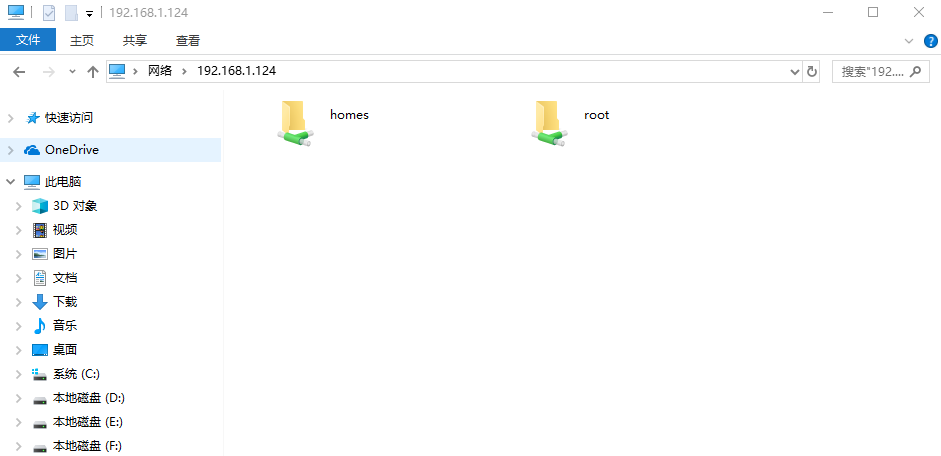 192.168.1.124
文件 主页 共享 查看
网络 192.168.1.124 搜索"192....
快速访问
OneDrive
此电脑
3D 对象
视频
图片
文档
下载
音乐
桌面
系统 (C:)
本地磁盘 (D:)
本地磁盘 (E:)
本地磁盘 (F:)
homes root